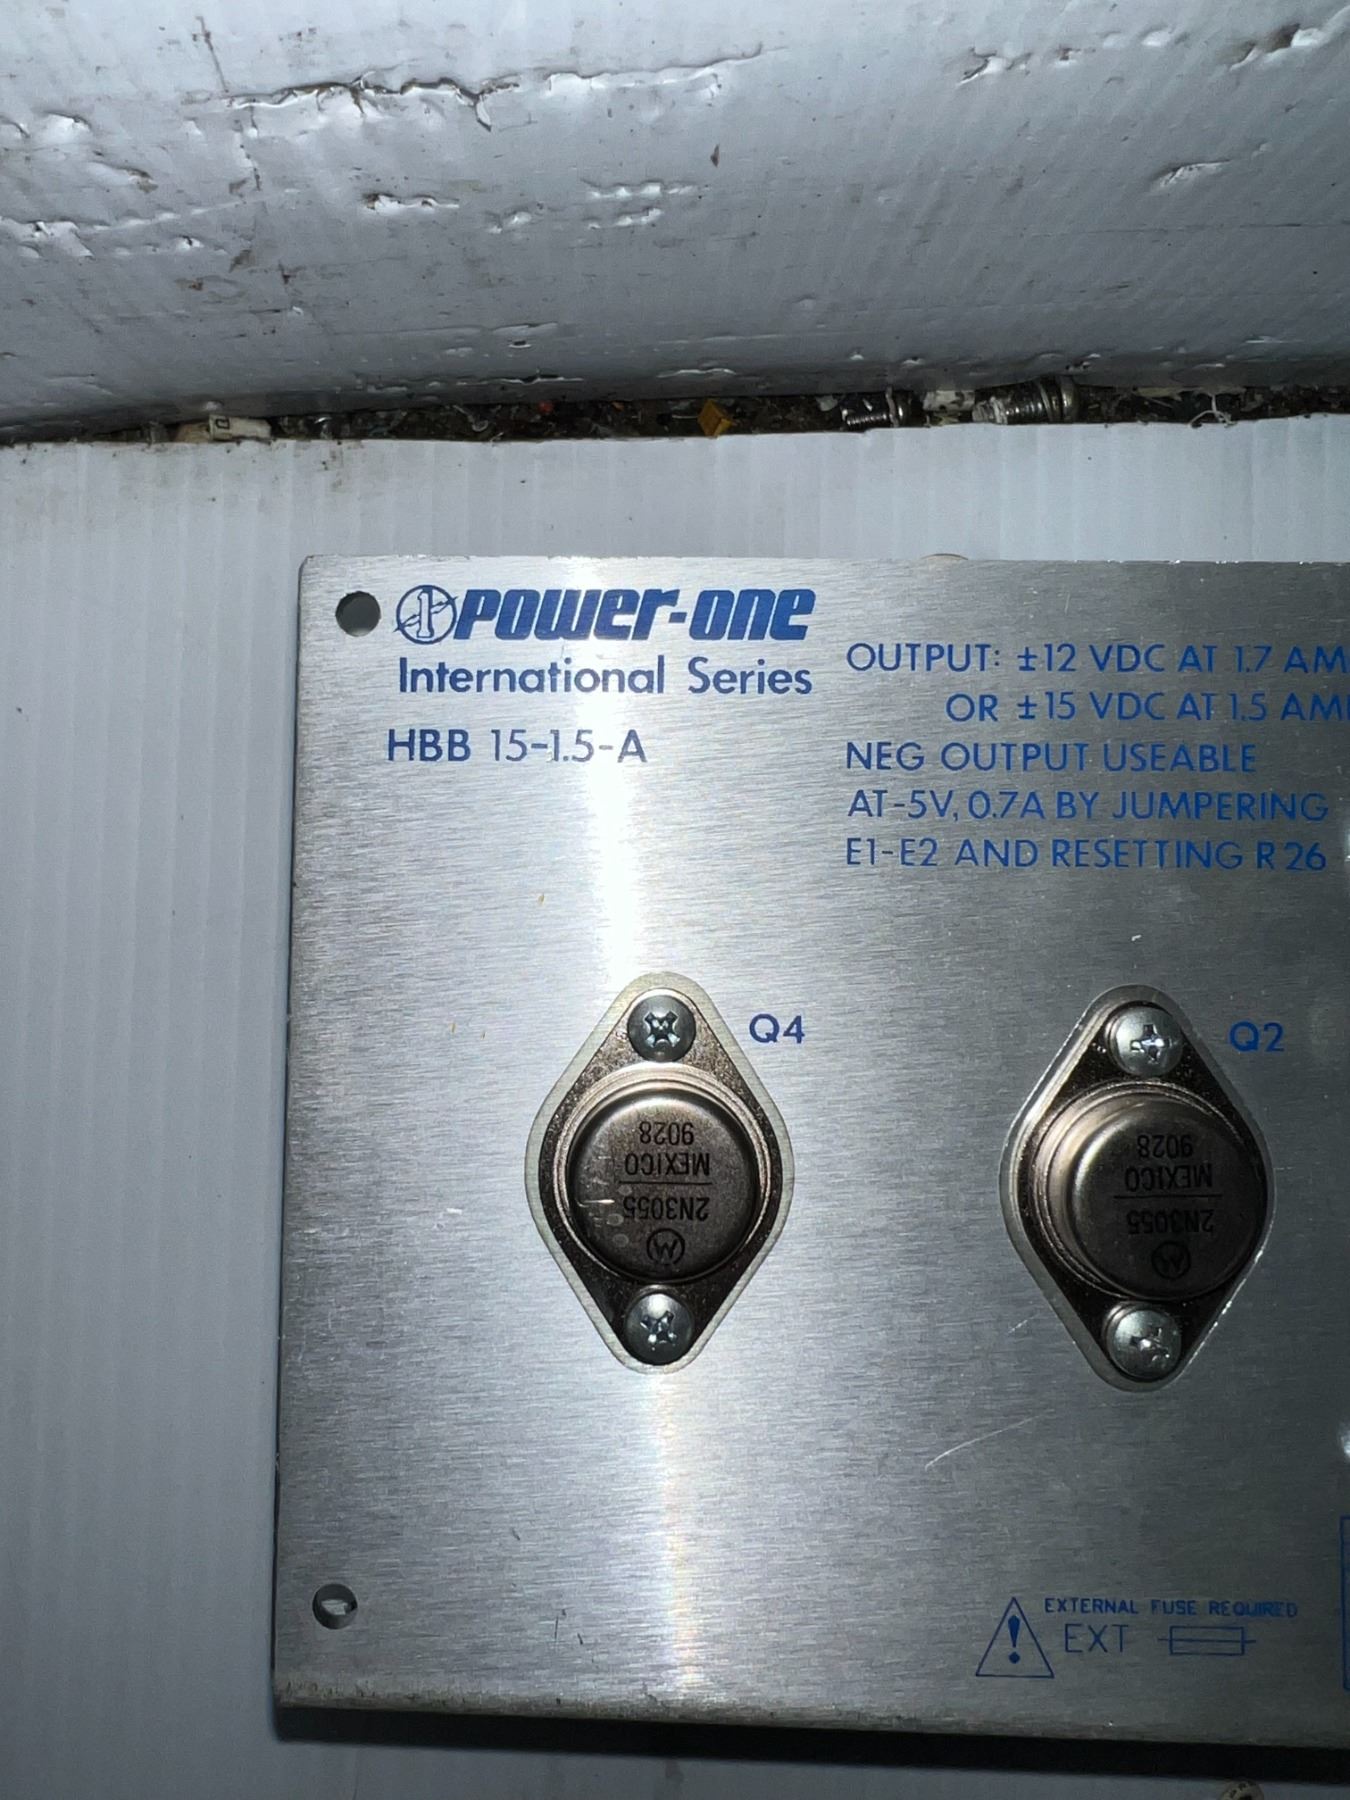 POWER-ONE
International Series
HBB 15-1.5-A
OUTPUT: ±12 VDC AT 1.7 AM
OR ±15 VDC AT 1.5 AM
NEG OUTPUT USEABLE
AT -5V, 0.7A BY JUMPERING
E1-E2 AND RESETTING R 26
Q4
Q2
M
2N3055
MEXICO
9028
M
2N3055
MEXICO
9028
EXTERNAL FUSE REQUIRED
! EXT